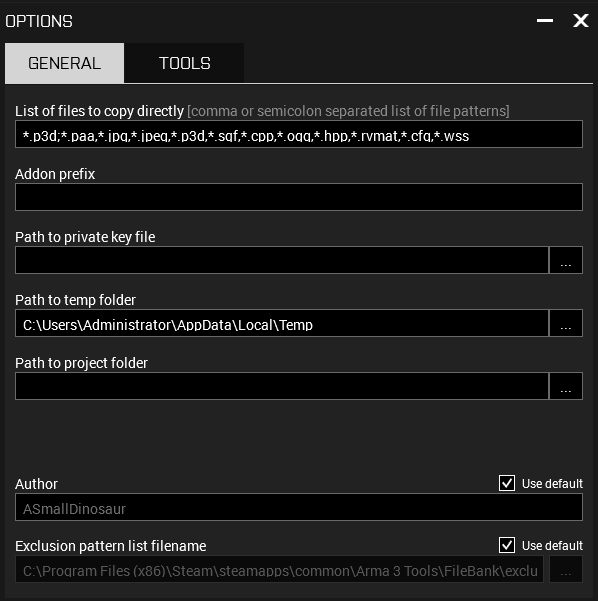 OPTIONS
GENERAL TOOLS
List of files to copy directly [comma or semicolon separated list of file patterns]
*.p3d;*.paa,*.jpg,*.jpeg,*.p3d,*.sqf,*.cpp,*.ogg,*.hpp,*.rvmat,*.cfg,*.wss
Addon prefix
Path to private key file
...
Path to temp folder
C:\Users\Administrator\AppData\Local\Temp ...
Path to project folder
...
Author Use default
ASmallDinosaur
Exclusion pattern list filename Use default
C:\Program Files (x86)\Steam\steamapps\common\Arma 3 Tools\FileBank\exclu ...